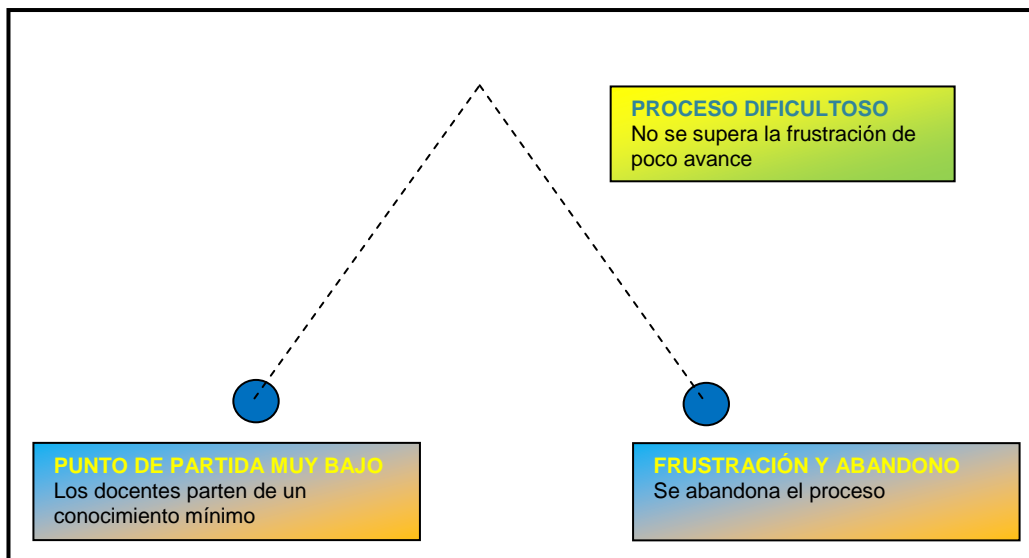 PROCESO DIFICULTOSO
No se supera la frustración de
poco avance
PUNTO DE PARTIDA MUY BAJO
Los docentes parten de un
conocimiento mínimo
FRUSTRACIÓN Y ABANDONO
Se abandona el proceso